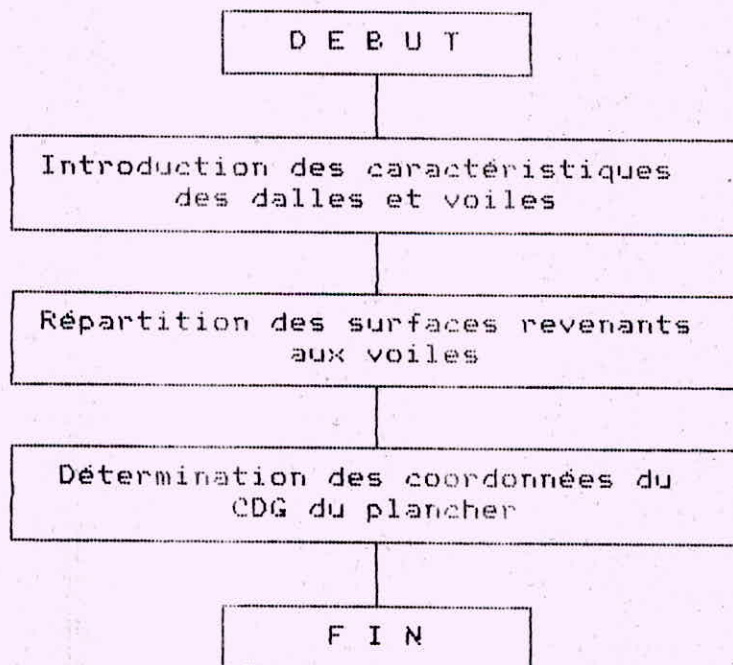 D E B U T
Introduction des caractéristiques
des dalles et voiles
Répartition des surfaces revenants
aux voiles
Détermination des coordonnées du
CDG du plancher
F I N